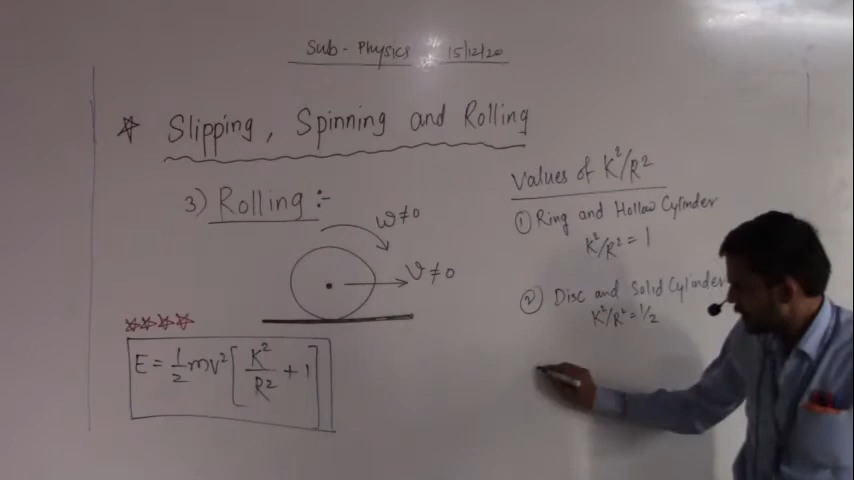 Sub - Physics 15/12/20
☆ Slipping, Spinning and Rolling
3) Rolling :-
ω≠0
v≠0
☆☆☆☆
E = 1/2 mv² [K²/R² + 1]
Values of K²/R²
① Ring and Hollow Cylinder
K²/R² = 1
② Disc and Solid Cylinder
K²/R² = 1/2